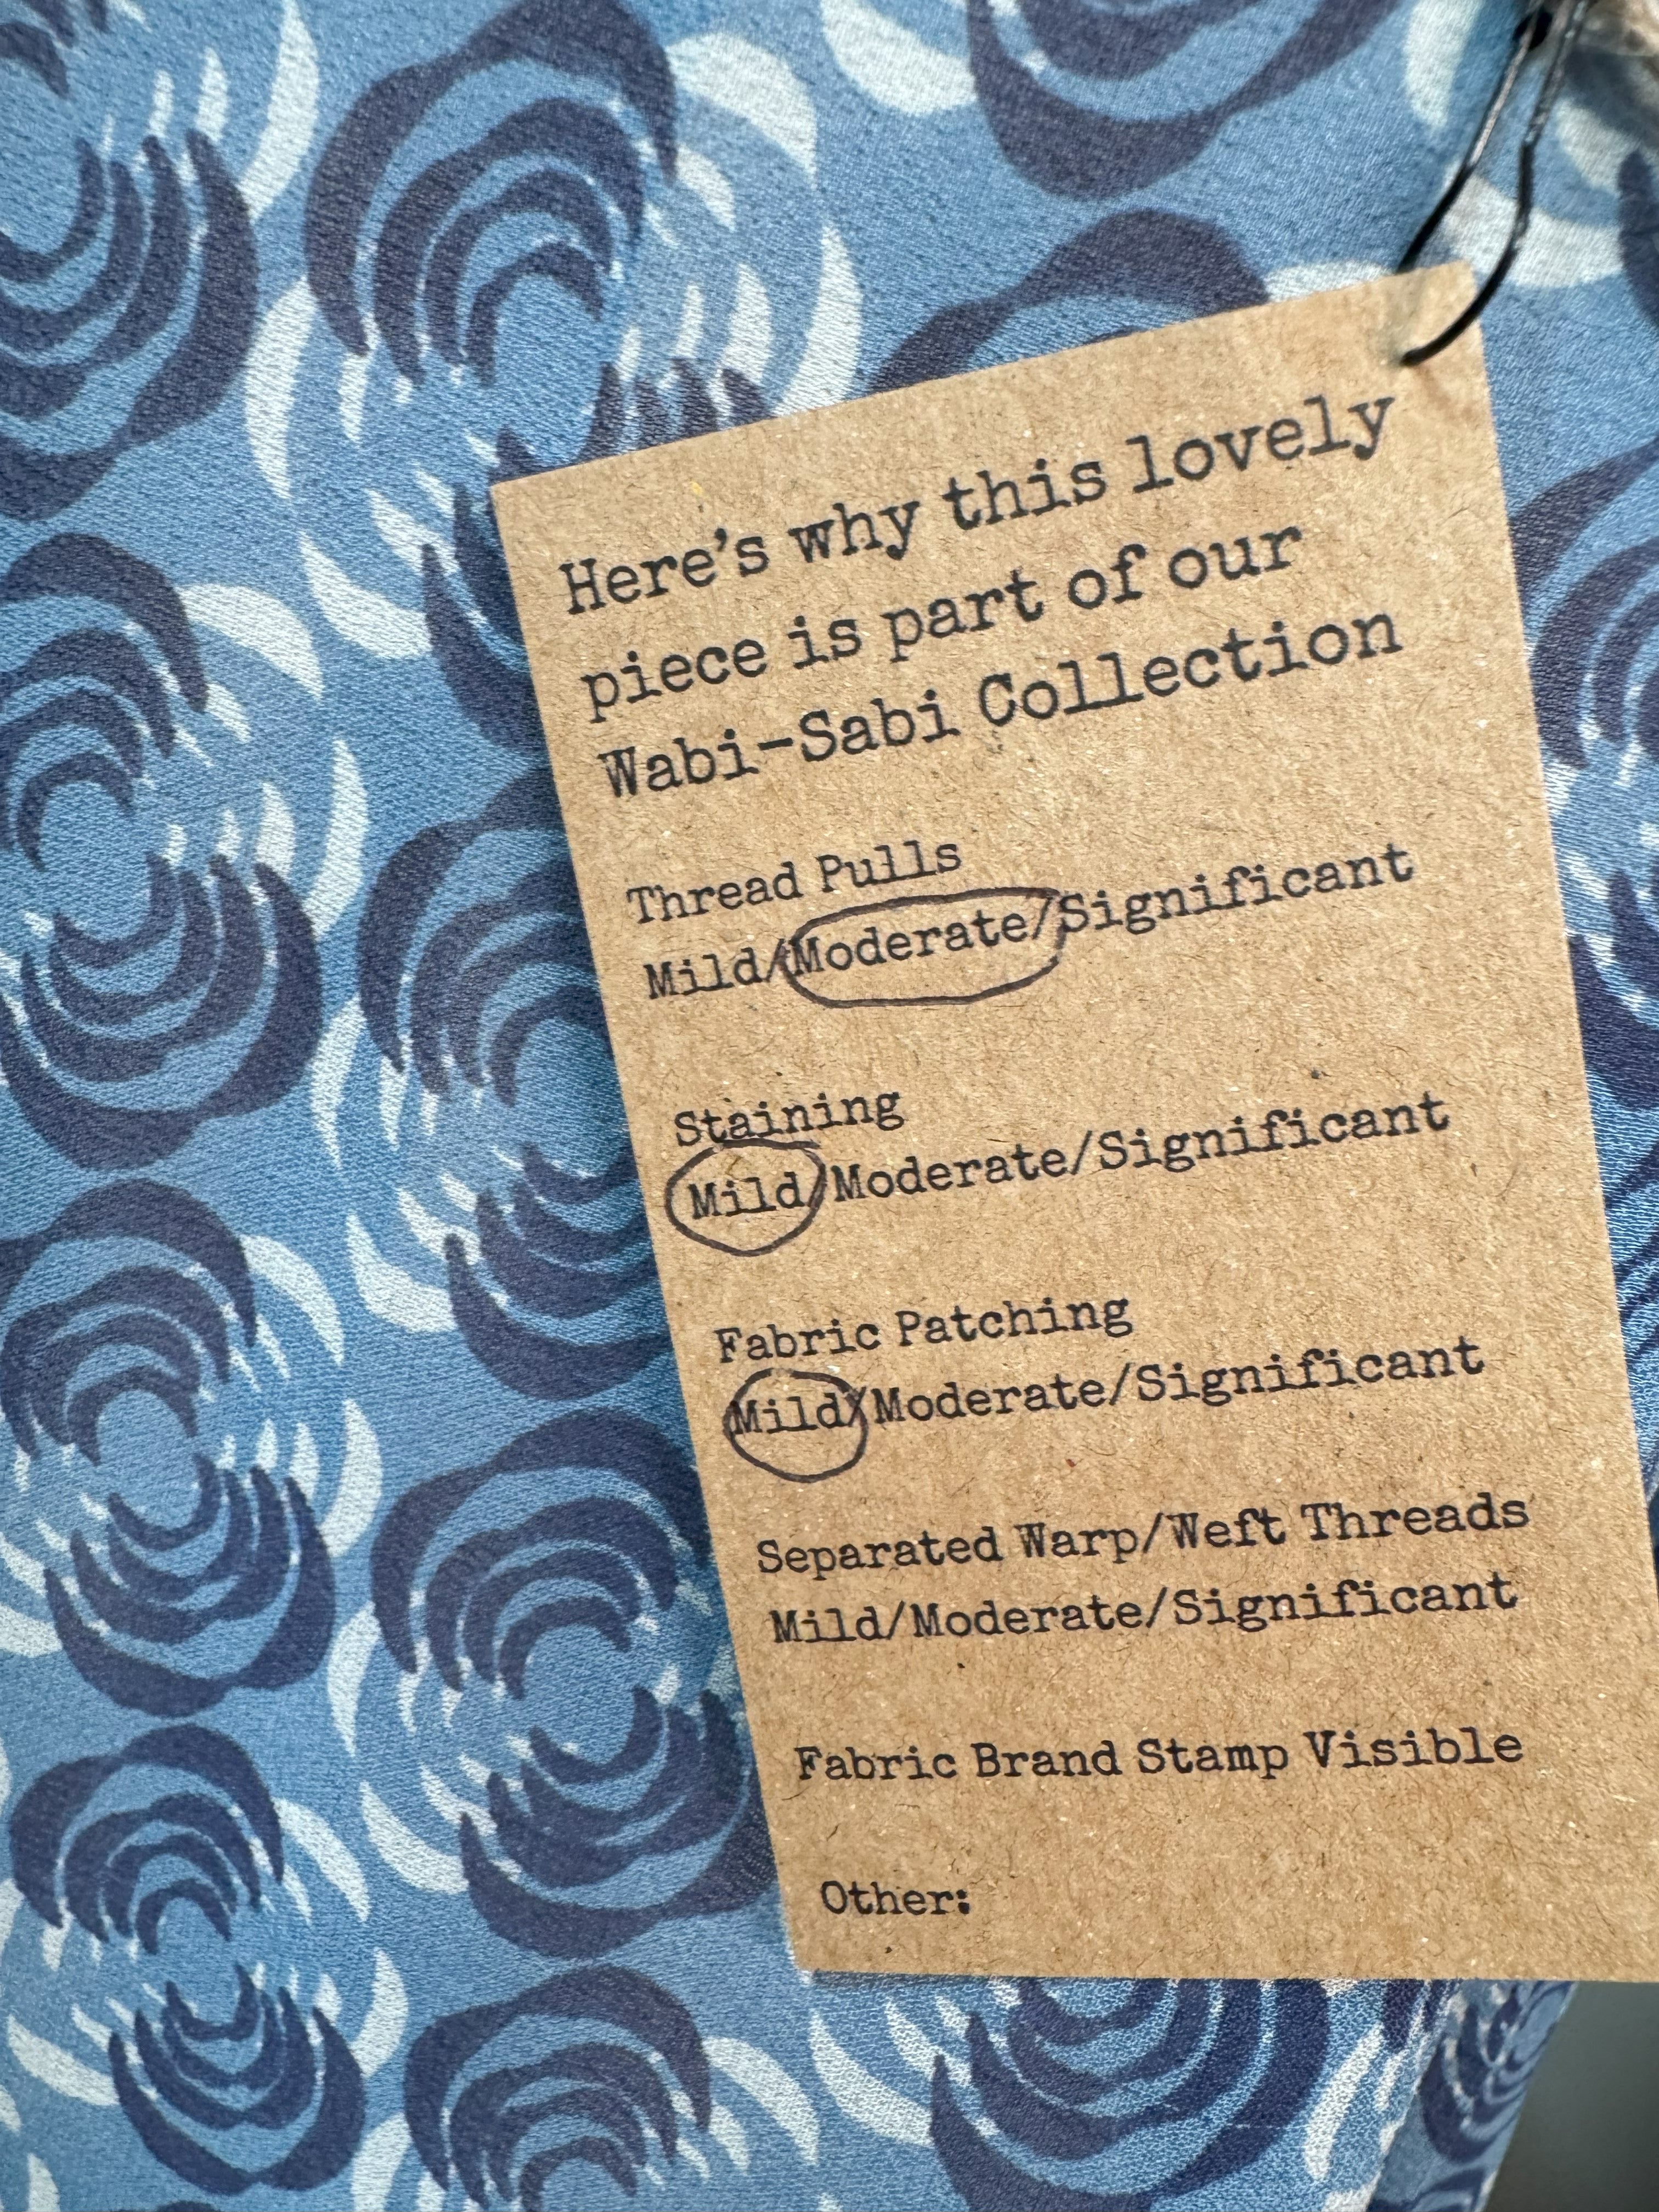 Here's why this lovely
piece is part of our
Wabi-Sabi Collection
Thread Pulls
Mild/Moderate/Significant
Staining
Mild/Moderate/Significant
Fabric Patching
Mild/Moderate/Significant
Separated Warp/Weft Threads
Mild/Moderate/Significant
Fabric Brand Stamp Visible
Other: